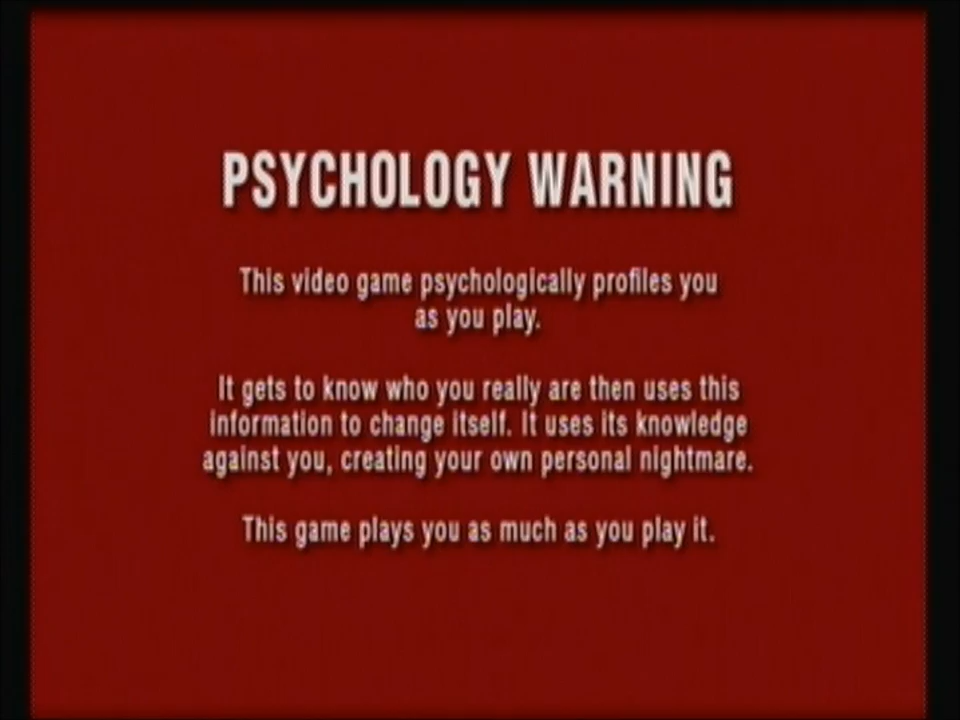 PSYCHOLOGY WARNING
This video game psychologically profiles you
as you play.
It gets to know who you really are then uses this
information to change itself. It uses its knowledge
against you, creating your own personal nightmare.
This game plays you as much as you play it.